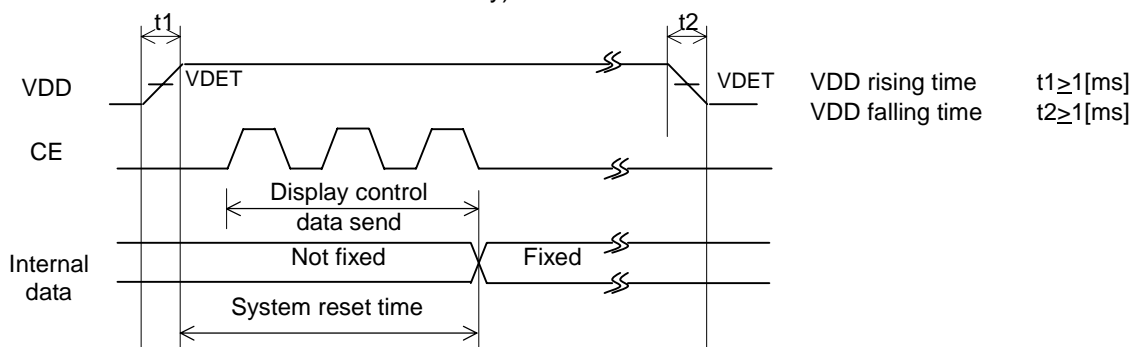 t1
t2
VDD
VDET
VDET
VDD rising time t1≥1[ms]
VDD falling time t2≥1[ms]
CE
Display control
data send
Internal
data
Not fixed
Fixed
System reset time